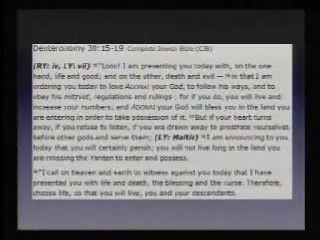 Deuteronomy 30:15-19 Complete Jewish Bible (CJB)
(RY: iv, LY: vii) 15 "Look! I am presenting you today with, on the one
hand, life and good; and on the other, death and evil — 16 in that I am
ordering you today to love ADONAI your God, to follow his ways, and to
obey his mitzvot, regulations and rulings ; for if you do, you will live and
increase your numbers; and ADONAI your God will bless you in the land you
are entering in order to take possession of it. 17 But if your heart turns
away, if you refuse to listen, if you are drawn away to prostrate yourselves
before other gods and serve them; (LY: Maftir) 18 I am announcing to you
today that you will certainly perish; you will not live long in the land you
are crossing the Yarden to enter and possess.
19 "I call on heaven and earth to witness against you today that I have
presented you with life and death, the blessing and the curse. Therefore,
choose life, so that you will live, you and your descendants,